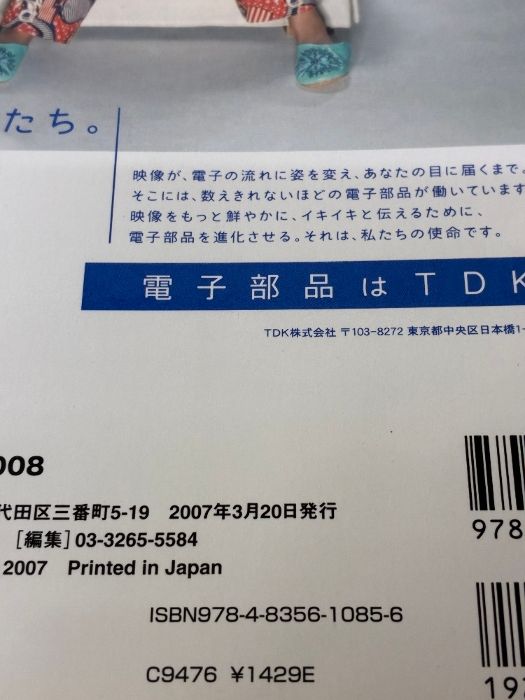 たち。
映像が、電子の流れに姿を変え、あなたの目に届くまで。
そこには、数えきれないほどの電子部品が働いています
映像をもっと鮮やかに、イキイキと伝えるために、
電子部品を進化させる。それは、私たちの使命です。
電子部品はTDK
TDK株式会社 〒103-8272 東京都中央区日本橋1-
008
代田区三番町5-19 2007年3月20日発行
[編集]03-3265-5584
2007 Printed in Japan
978
ISBN978-4-8356-1085-6
C9476 ¥1429E
19